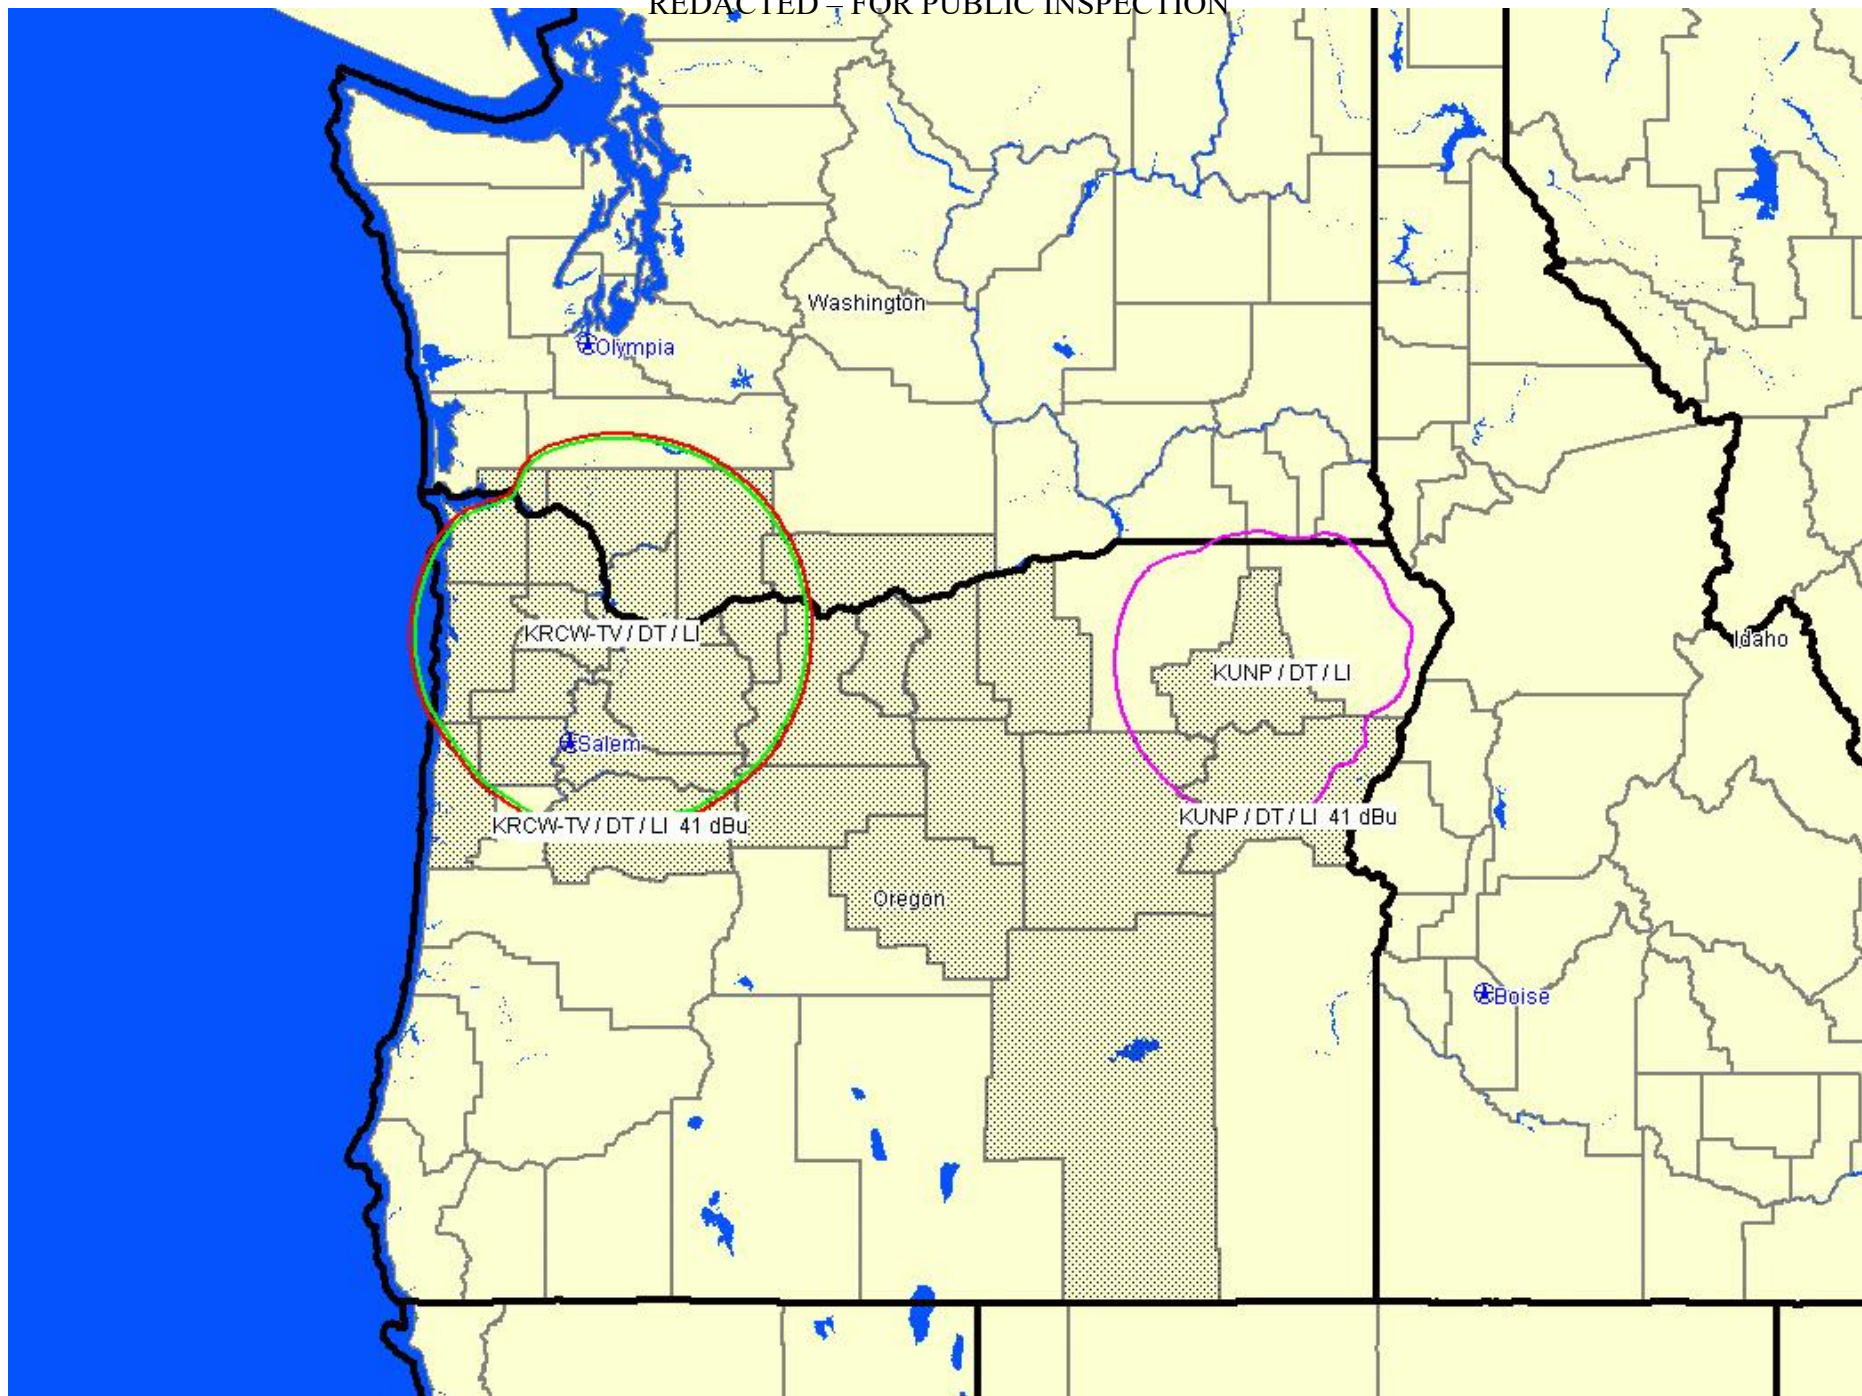 REDACTED – FOR PUBLIC INSPECTION
Washington
Olympia
KRCW-TV / DT / LI
Idaho
KUNP / DT / LI
Salem
KUNP / DT / LI 41 dBu
KRCW-TV / DT / LI 41 dBu
Oregon
Boise